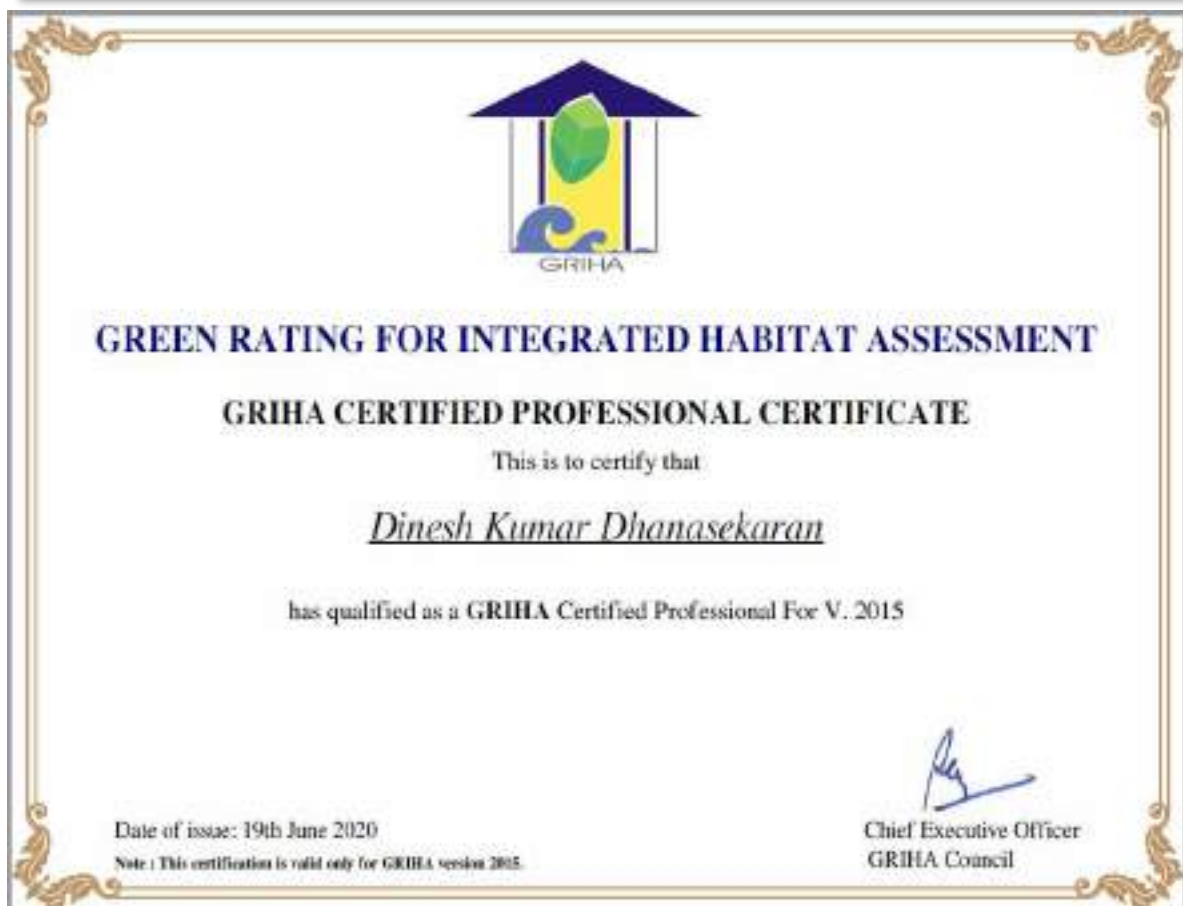 GRIHA
GREEN RATING FOR INTEGRATED HABITAT ASSESSMENT
GRIHA CERTIFIED PROFESSIONAL CERTIFICATE
This is to certify that
Dinesh Kumar Dhanasekaran
has qualified as a GRIHA Certified Professional For V. 2015
Date of issue: 19th June 2020
Note : This certification is valid only for GRIHA version 2015.
Chief Executive Officer
GRIHA Council